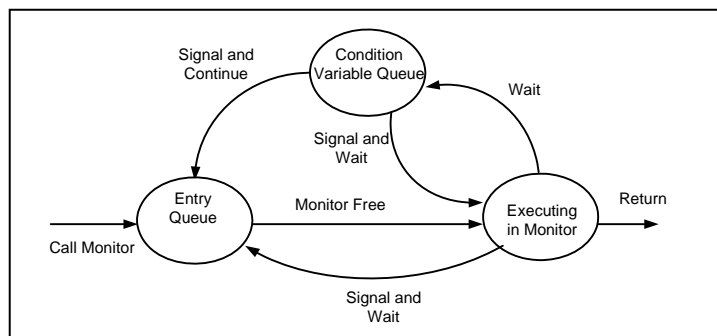 Signal and
Continue
Condition
Variable Queue
Wait
Signal and
Wait
Entry
Queue
Monitor Free
Executing
in Monitor
Return
Call Monitor
Signal and
Wait